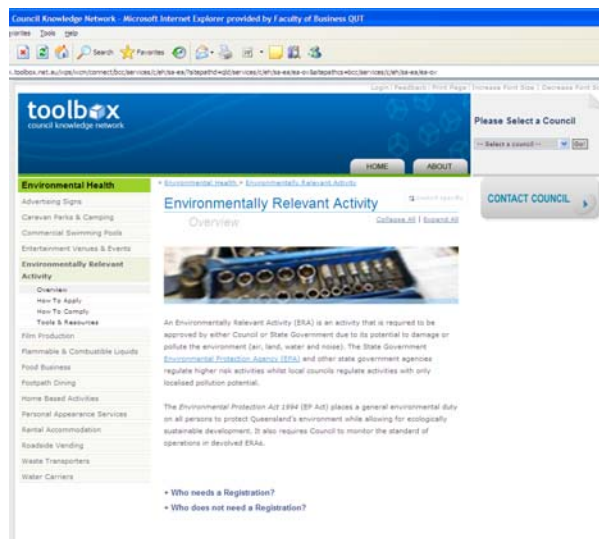 Council Knowledge Network - Microsoft Internet Explorer provided by Faculty of Business QUT
Tools Help
Search Favorites
Login | Feedback | Print Page | Increase Font Size | Decrease Font
toolbox
council knowledge network
Please Select a Council
-- Select a council -- Go!
HOME ABOUT
CONTACT COUNCIL
Environmental Health
Advertising Signs
Caravan Parks & Camping
Commercial Swimming Pools
Entertainment Venues & Events
Environmentally Relevant
Activity
Overview
How To Apply
How To Comply
Tools & Resources
Film Production
Flammable & Combustible Liquids
Food Business
Footpath Dining
Home Based Activities
Personal Appearance Services
Rental Accommodation
Roadside Vending
Waste Transporters
Water Carriers
Environmental Health Environmentally Relevant Activity
Environmentally Relevant Activity
Overview
Collapse All | Expand All
An Environmentally Relevant Activity (ERA) is an activity that is required to be
approved by either Council or State Government due to its potential to damage or
pollute the environment (air, land, water and noise). The State Government
Environmental Protection Agency (EPA) and other state government agencies
regulate higher risk activities whilst local councils regulate activities with only
localised pollution potential.
The Environmental Protection Act 1994 (EP Act) places a general environmental duty
on all persons to protect Queensland's environment while allowing for ecologically
sustainable development. It also requires Council to monitor the standard of
operations in devolved ERAs.
+ Who needs a Registration?
+ Who does not need a Registration?